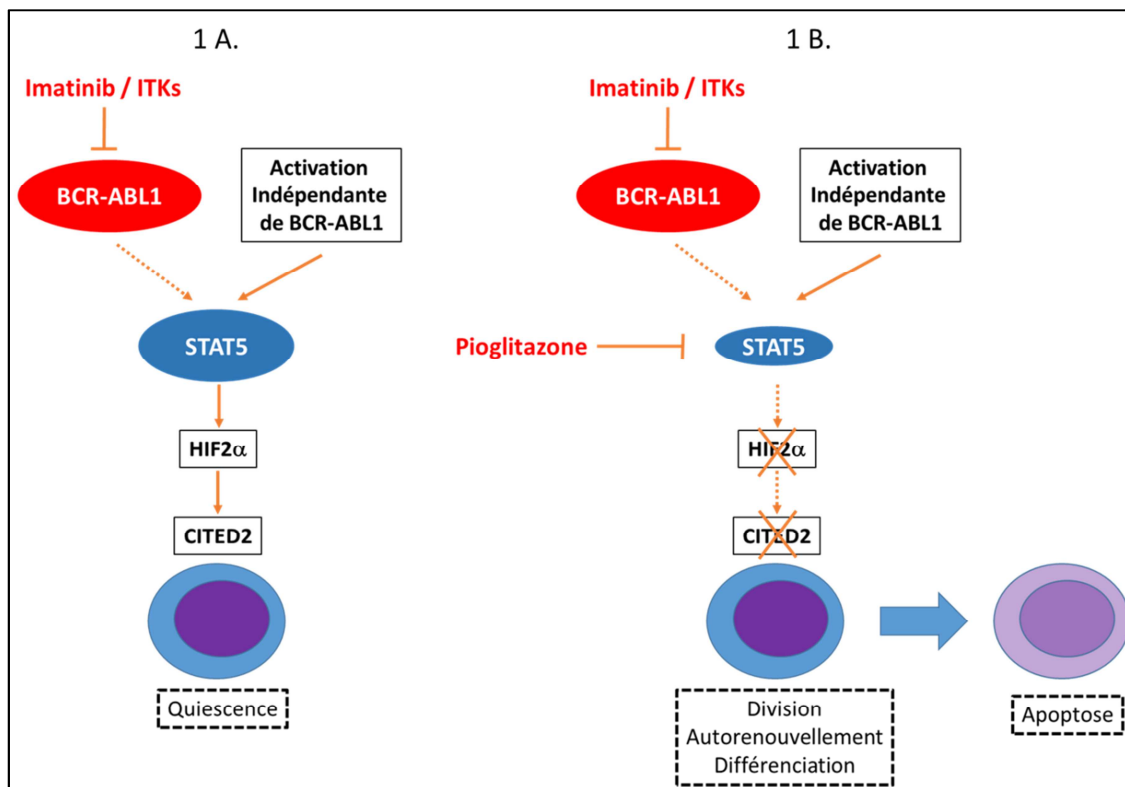 1 A.
Imatinib / ITKs
BCR-ABL1
Activation
Indépendante
de BCR-ABL1
STAT5
HIF2α
CITED2
Quiescence
1 B.
Imatinib / ITKs
BCR-ABL1
Activation
Indépendante
de BCR-ABL1
Pioglitazone
STAT5
HIF2α
CITED2
Division
Autorenouvellement
Différenciation
Apoptose